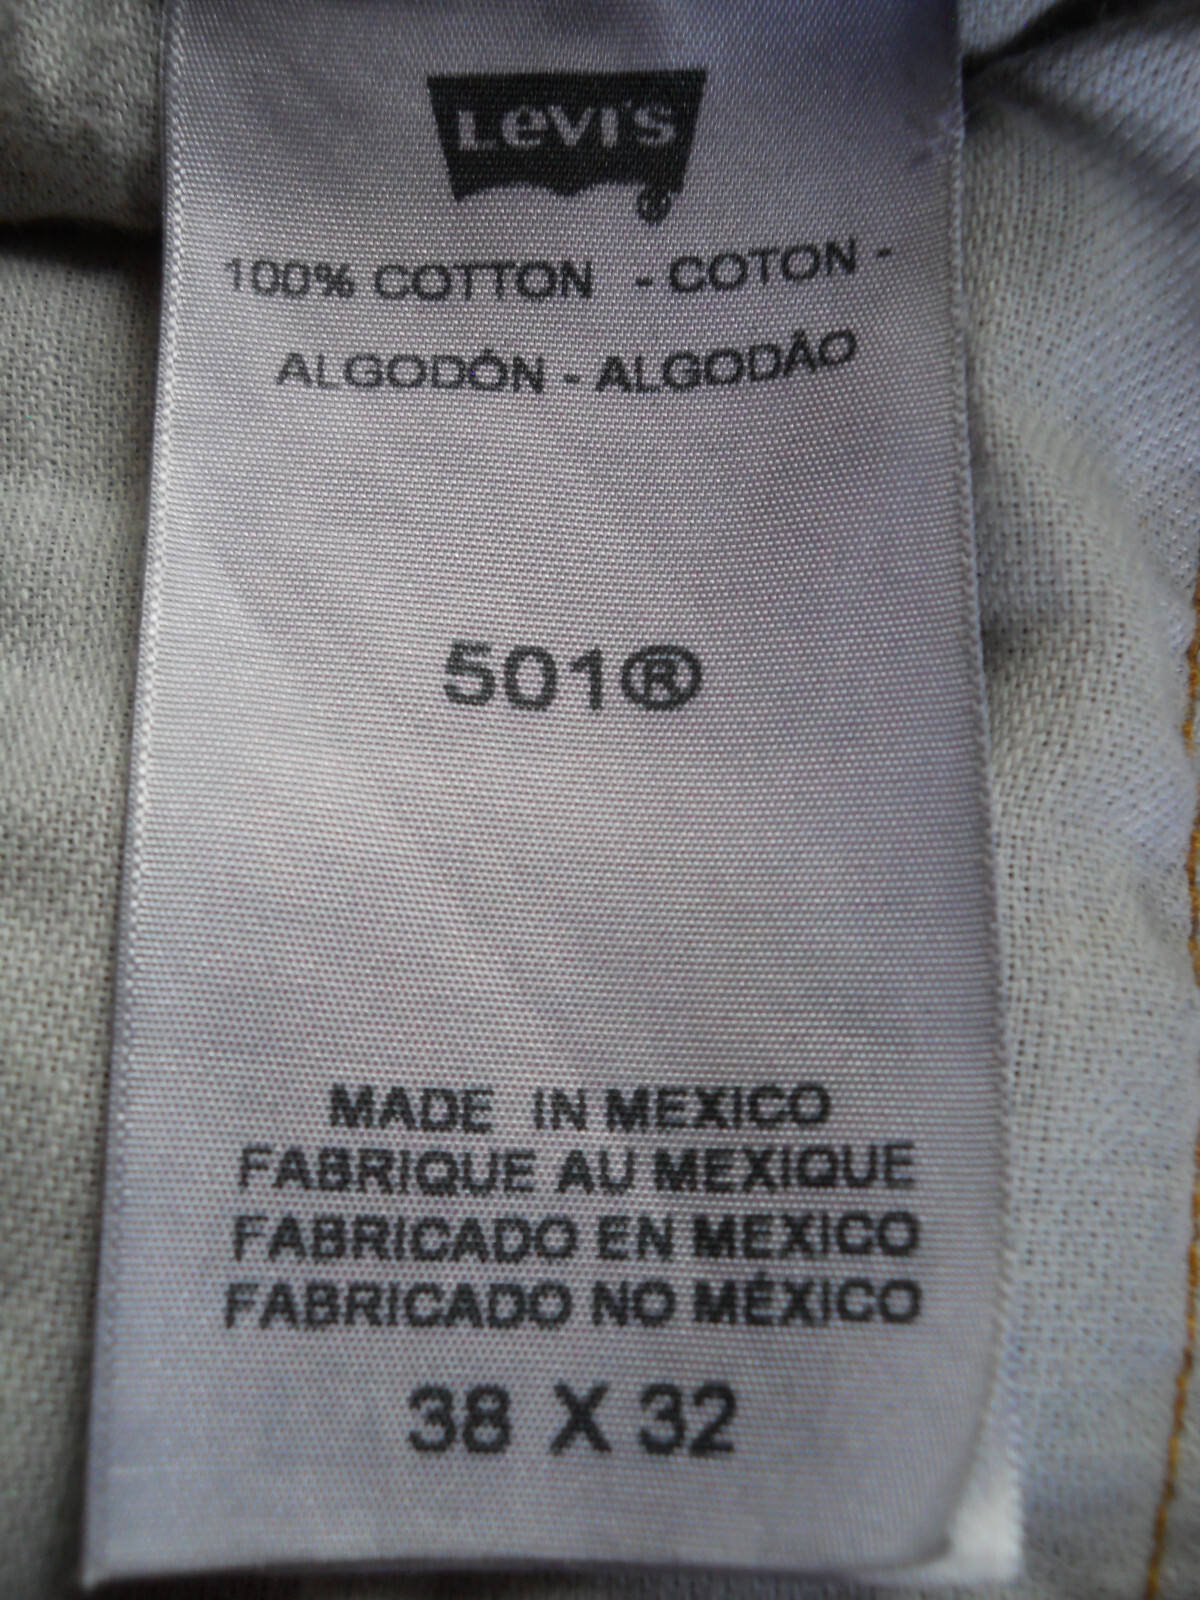 Levi's
100% COTTON - COTON -
ALGODÓN - ALGODÃO
501®
MADE IN MEXICO
FABRIQUE AU MEXIQUE
FABRICADO EN MEXICO
FABRICADO NO MÉXICO
38 X 32